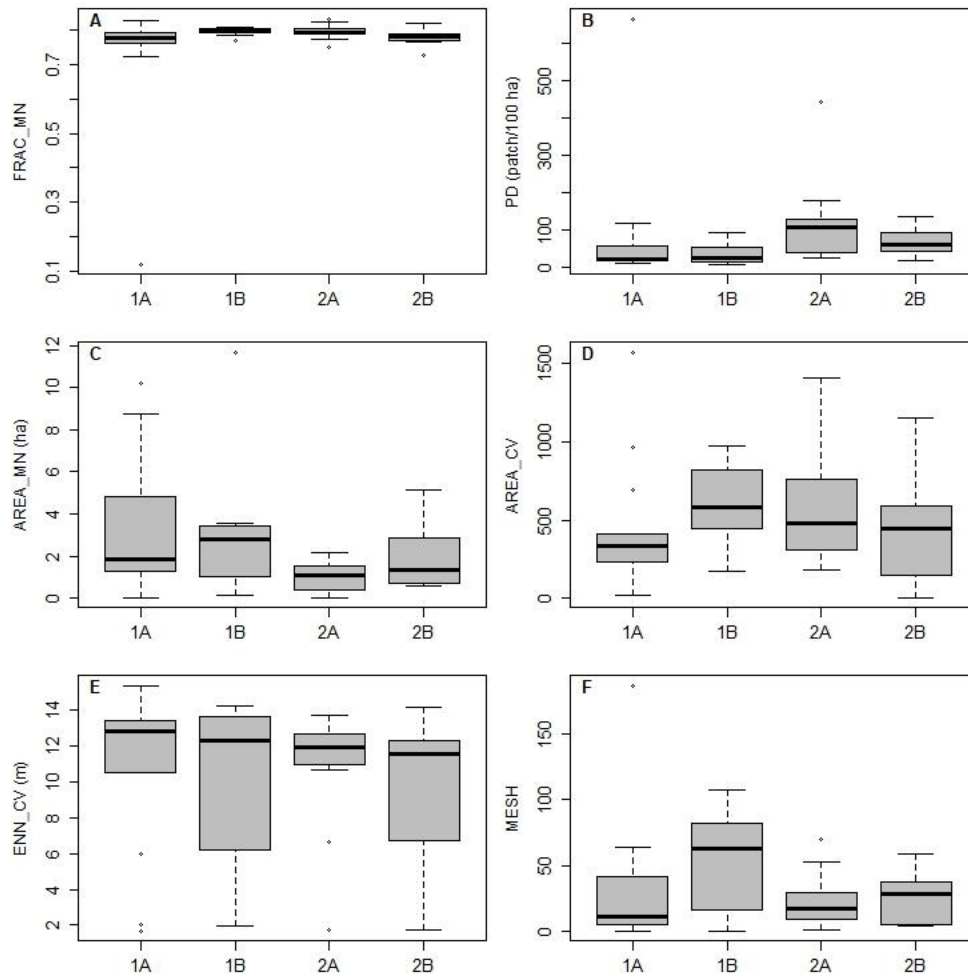 A
FRAC_MN
0.7
0.5
0.3
0.1
1A 1B 2A 2B
B
PD (patch/100 ha)
500
300
100
0
1A 1B 2A 2B
C
AREA_MN (ha)
12
10
8
6
4
2
0
1A 1B 2A 2B
D
AREA_CV
1500
1000
500
0
1A 1B 2A 2B
E
ENN_CV (m)
14
12
10
8
6
4
2
1A 1B 2A 2B
F
MESH
150
100
50
0
1A 1B 2A 2B